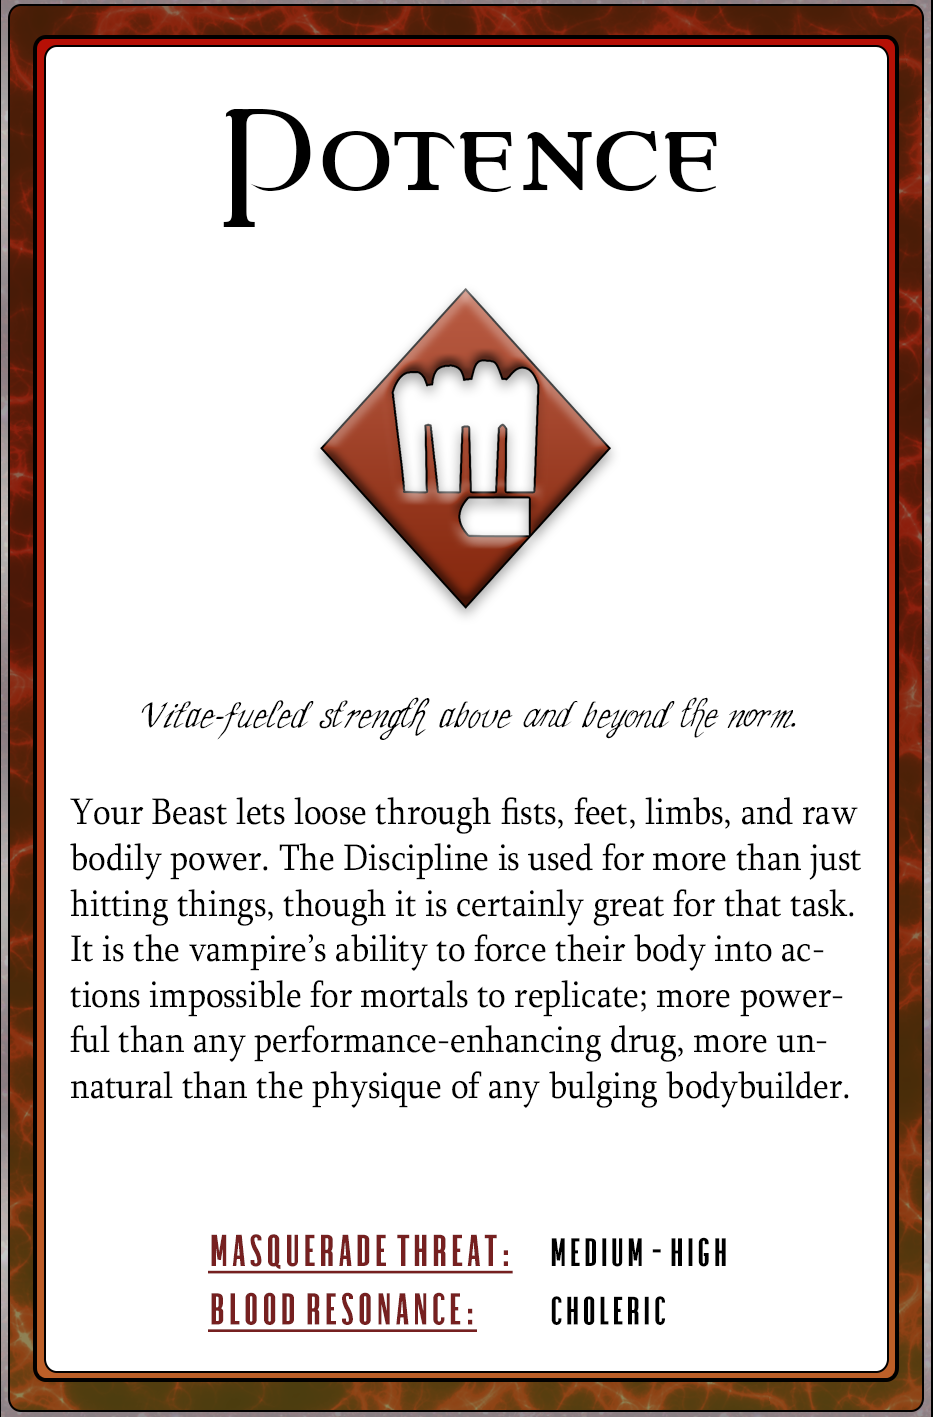 Potence
Vitae-fueled strength above and beyond the norm.
Your Beast lets loose through fists, feet, limbs, and raw
bodily power. The Discipline is used for more than just
hitting things, though it is certainly great for that task.
It is the vampire’s ability to force their body into ac-
tions impossible for mortals to replicate; more power-
ful than any performance-enhancing drug, more un-
natural than the physique of any bulging bodybuilder.
MASQUERADE THREAT: MEDIUM - HIGH
BLOOD RESONANCE: CHOLERIC